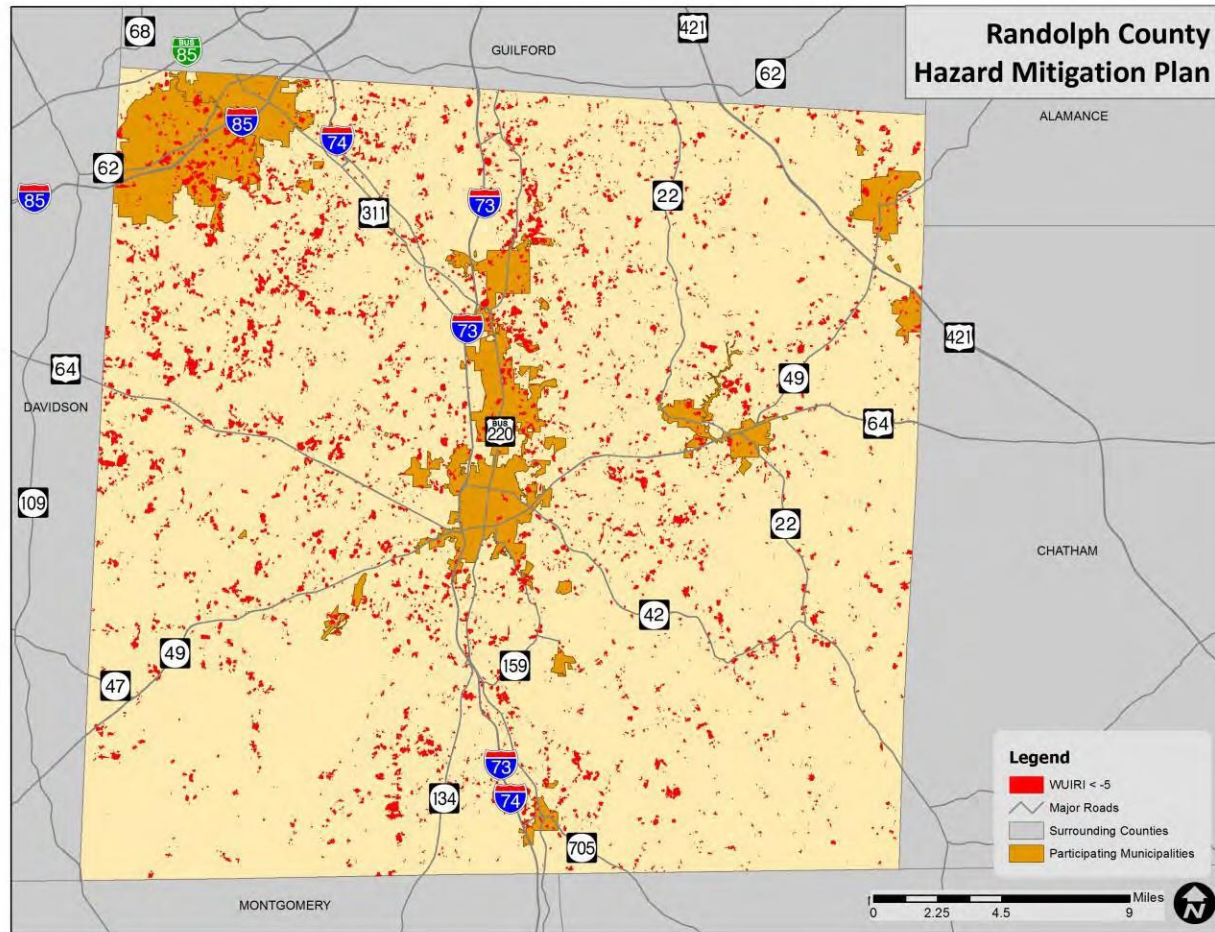 Randolph County
Hazard Mitigation Plan
68
BUS
85
GUILFORD
421
62
ALAMANCE
85
74
62
85
22
73
311
73
421
64
49
DAVIDSON
BUS
220
64
109
22
CHATHAM
42
49
159
47
73
74
134
705
MONTGOMERY
Legend
WUIRI < -5
Major Roads
Surrounding Counties
Participating Municipalities
Miles
0 2.25 4.5 9
N